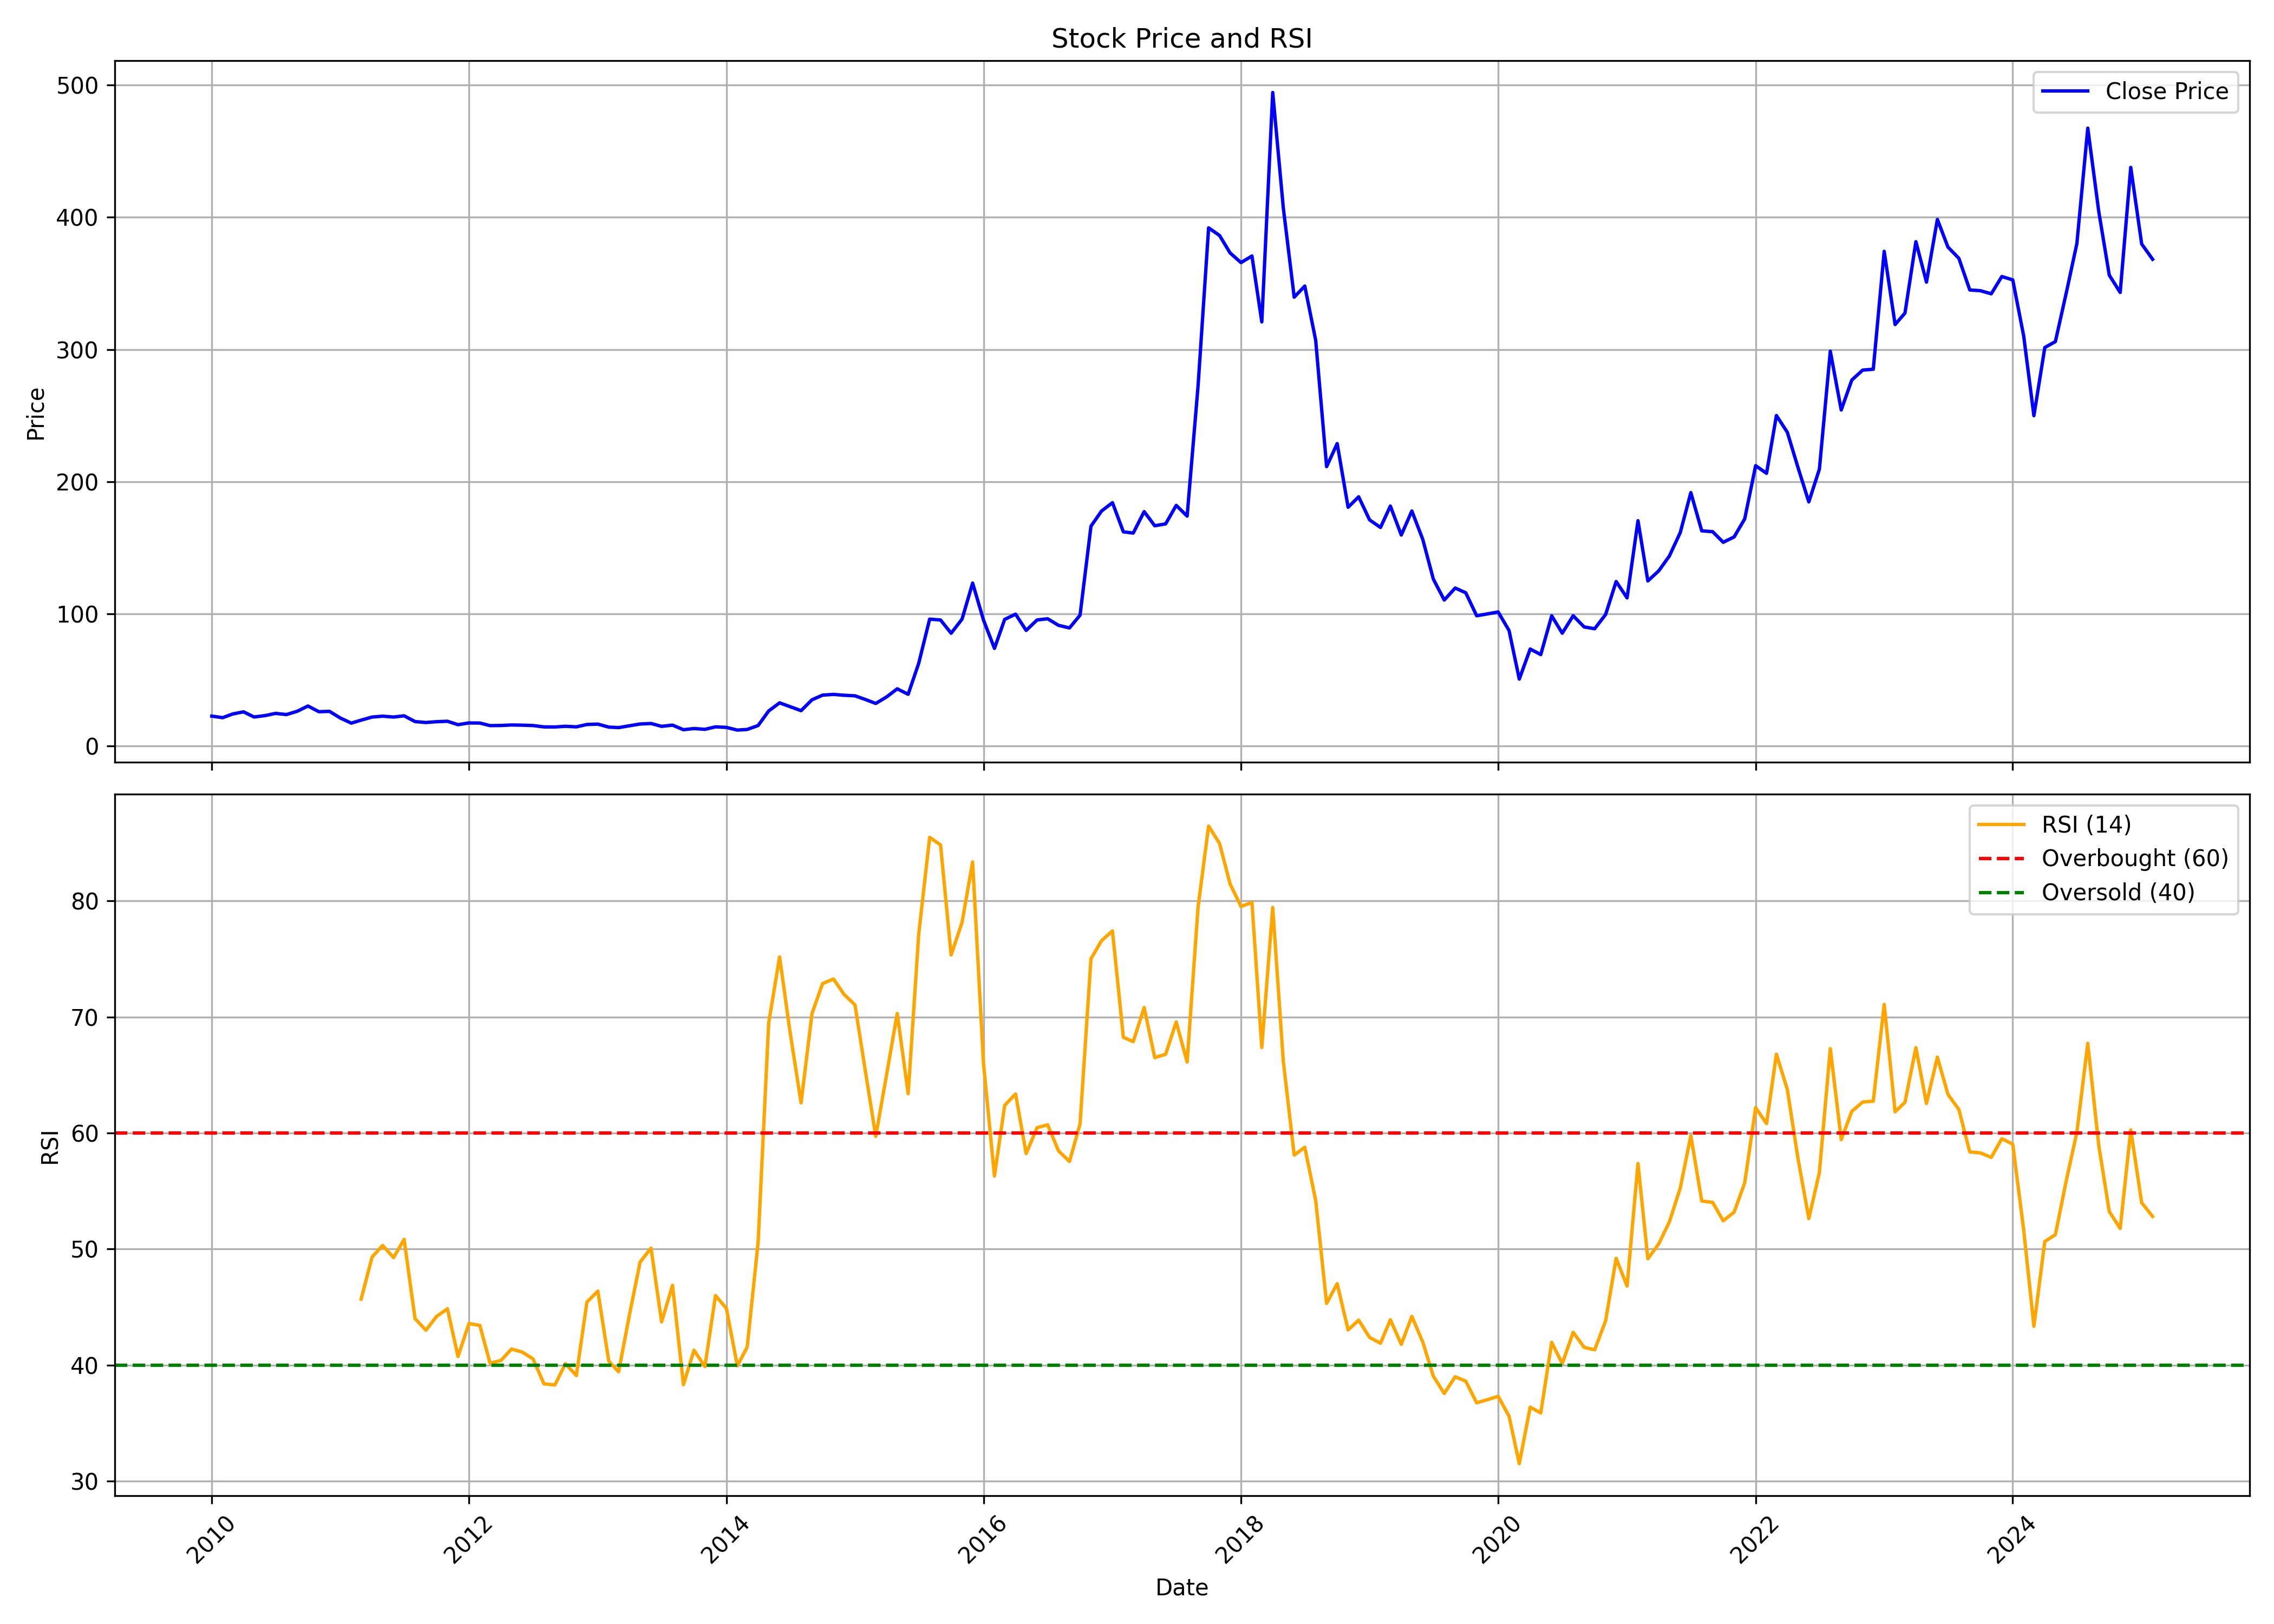 Stock Price and RSI
Close Price
500
400
300
200
100
0
Price
RSI (14)
Overbought (60)
Oversold (40)
80
70
60
50
40
30
RSI
2010
2012
2014
2016
2018
2020
2022
2024
Date